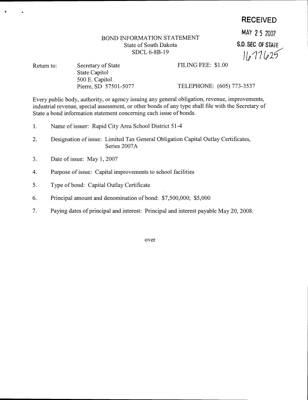 RECEIVED
MAY 25 2007
S.D. SEC OF STATE
1677625
BOND INFORMATION STATEMENT
State of South Dakota
SDCL 6-8B-19
Return to: Secretary of State FILING FEE: $1.00
State Capitol
500 E. Capitol
Pierre, SD 57501-5077 TELEPHONE: (605) 773-3537
Every public body, authority, or agency issuing any general obligation, revenue, improvements,
industrial revenue, special assessment, or other bonds of any type shall file with the Secretary of
State a bond information statement concerning each issue of bonds.
1. Name of issuer: Rapid City Area School District 51-4
2. Designation of issue: Limited Tax General Obligation Capital Outlay Certificates,
Series 2007A
3. Date of issue: May 1, 2007
4. Purpose of issue: Capital improvements to school facilities
5. Type of bond: Capital Outlay Certificate
6. Principal amount and denomination of bond: $7,500,000; $5,000
7. Paying dates of principal and interest: Principal and interest payable May 20, 2008.
over